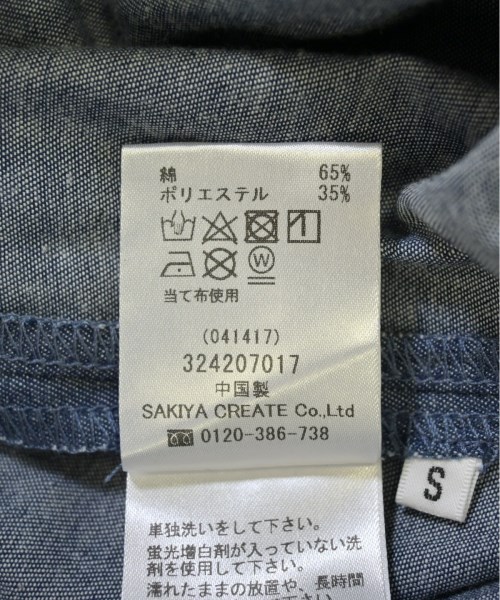 綿 65%
ポリエステル 35%
W
当て布使用
(041417)
324207017
中国製
SAKIYA CREATE Co.,Ltd
0120-386-738
S
単独洗いをして下さい。
蛍光増白剤が入っていない洗
剤を使用して下さい。
濡れたままの放置や、長時間